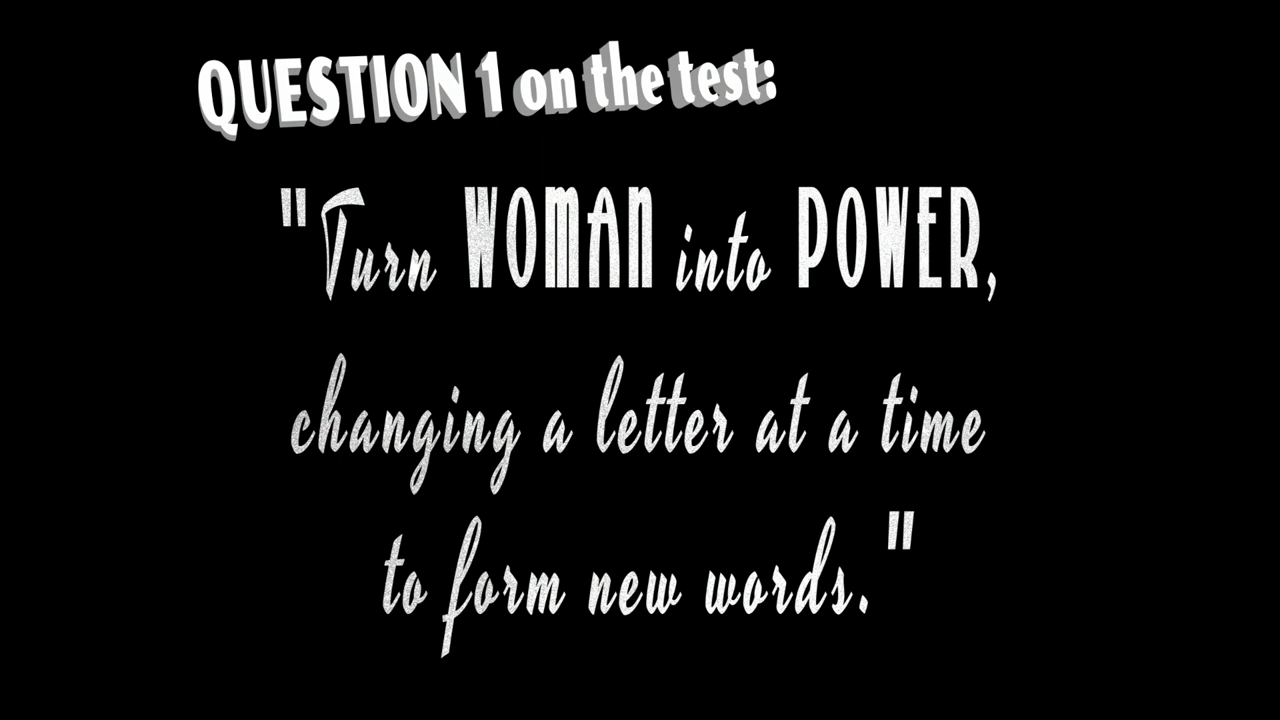 QUESTION 1 on the test:
"Turn WOMAN into POWER,
changing a letter at a time
to form new words."